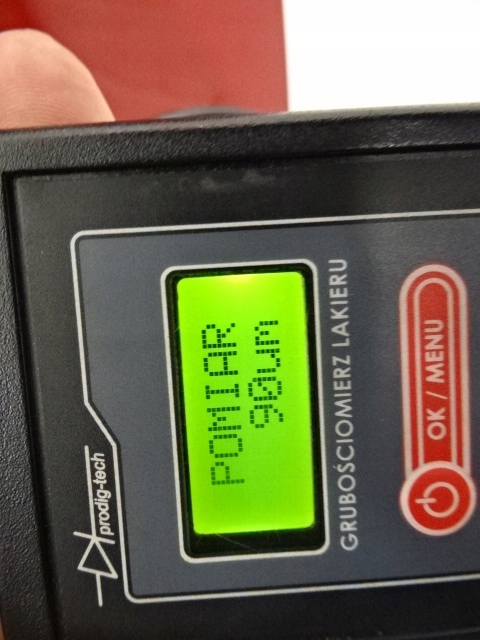 prodig-tech
POMIAR
90um
GRUBOŚCIOMIERZ LAKIERU
OK / MENU